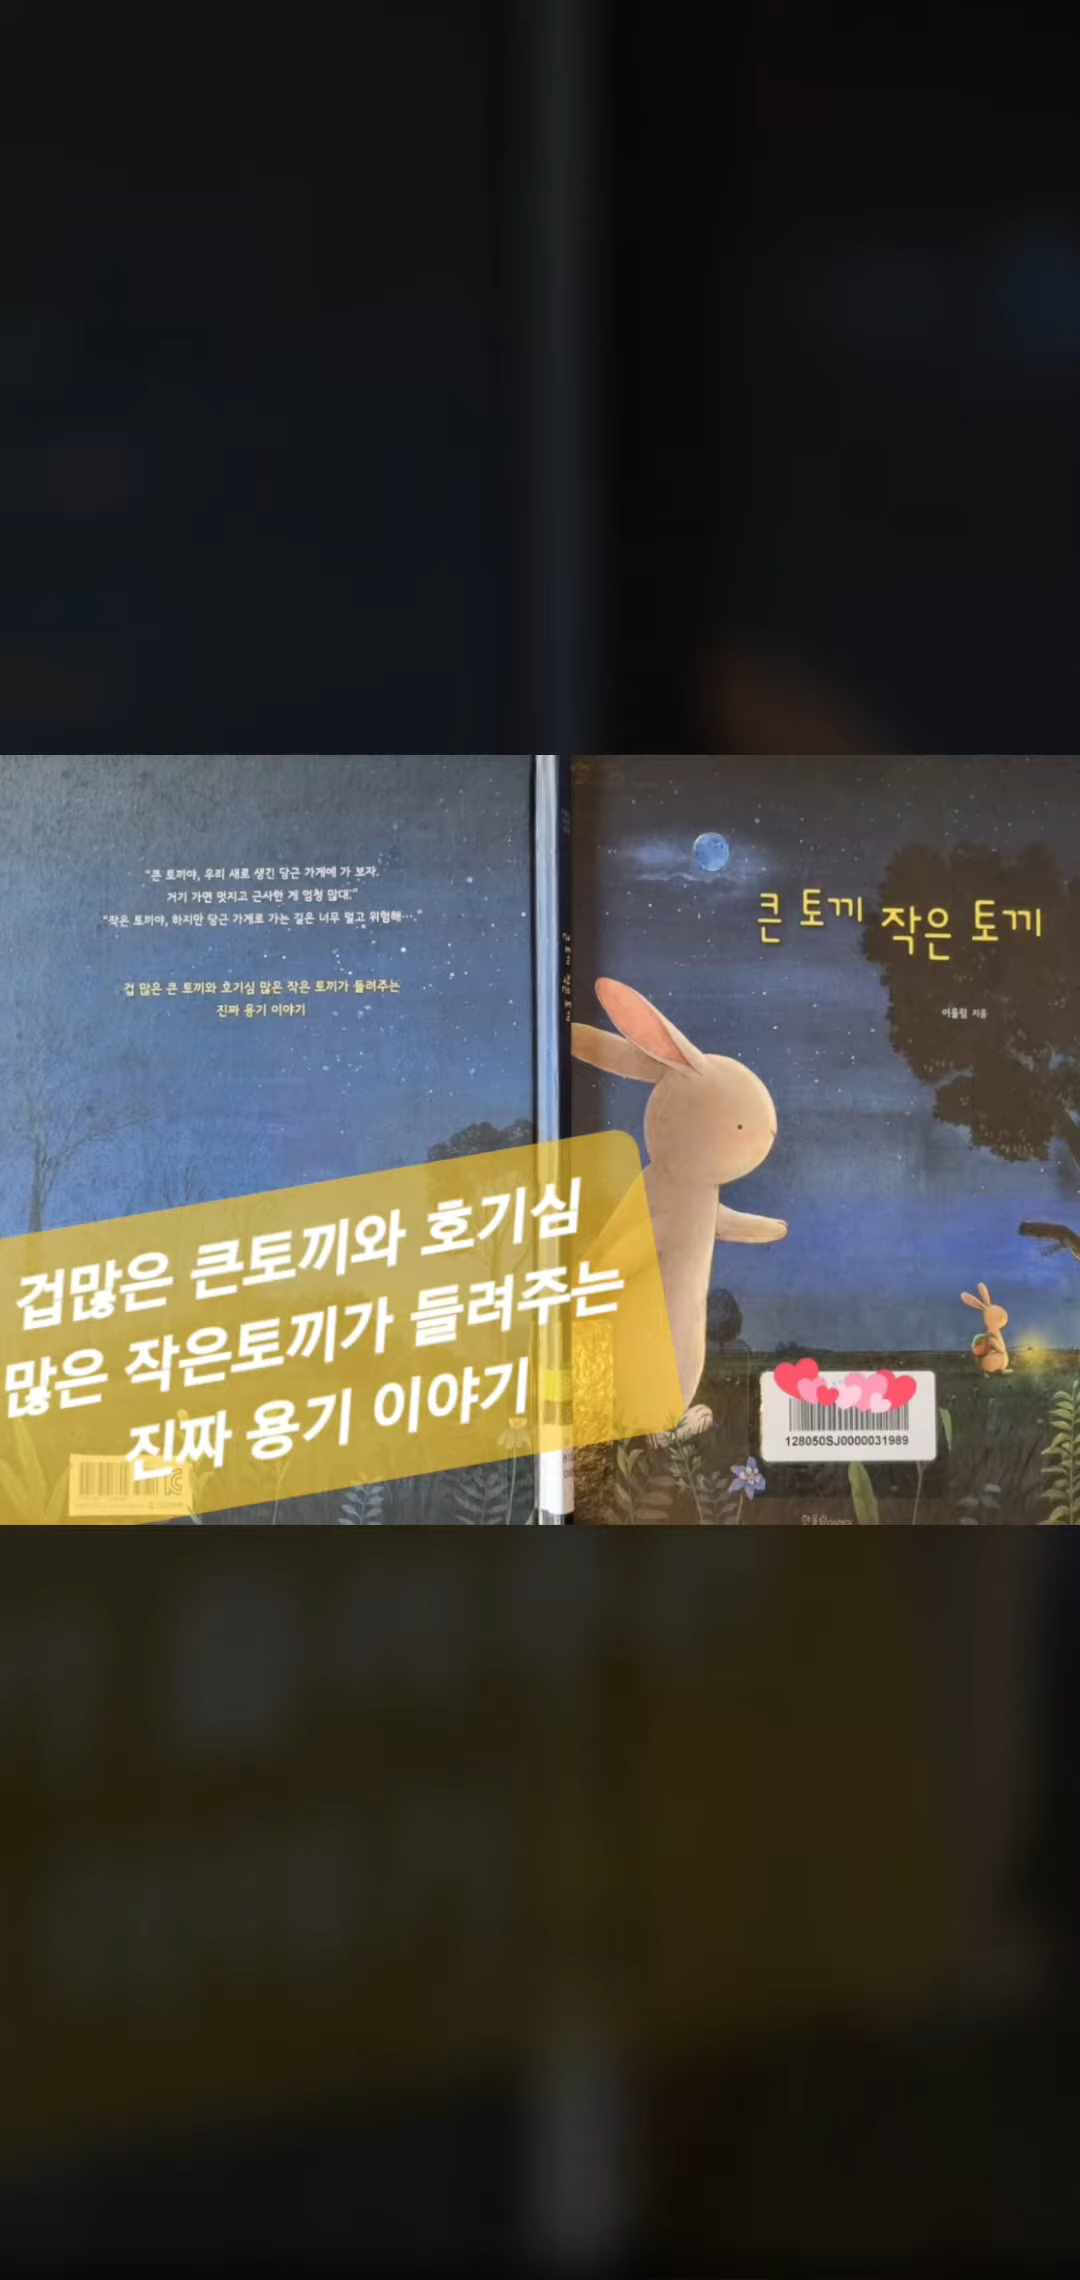 "큰 토끼야, 우리 새로 생긴 당근 가게에 가 보자.
거기 가면 멋지고 근사한 게 엄청 많대."
"작은 토끼야, 하지만 당근 가게로 가는 길은 너무 멀고 위험해…."
겁 많은 큰 토끼와 호기심 많은 작은 토끼가 들려주는
진짜 용기 이야기
큰 토끼 작은 토끼
이올림 지음
겁많은 큰토끼와 호기심
많은 작은토끼가 들려주는
진짜 용기 이야기
128050SJ0000031989